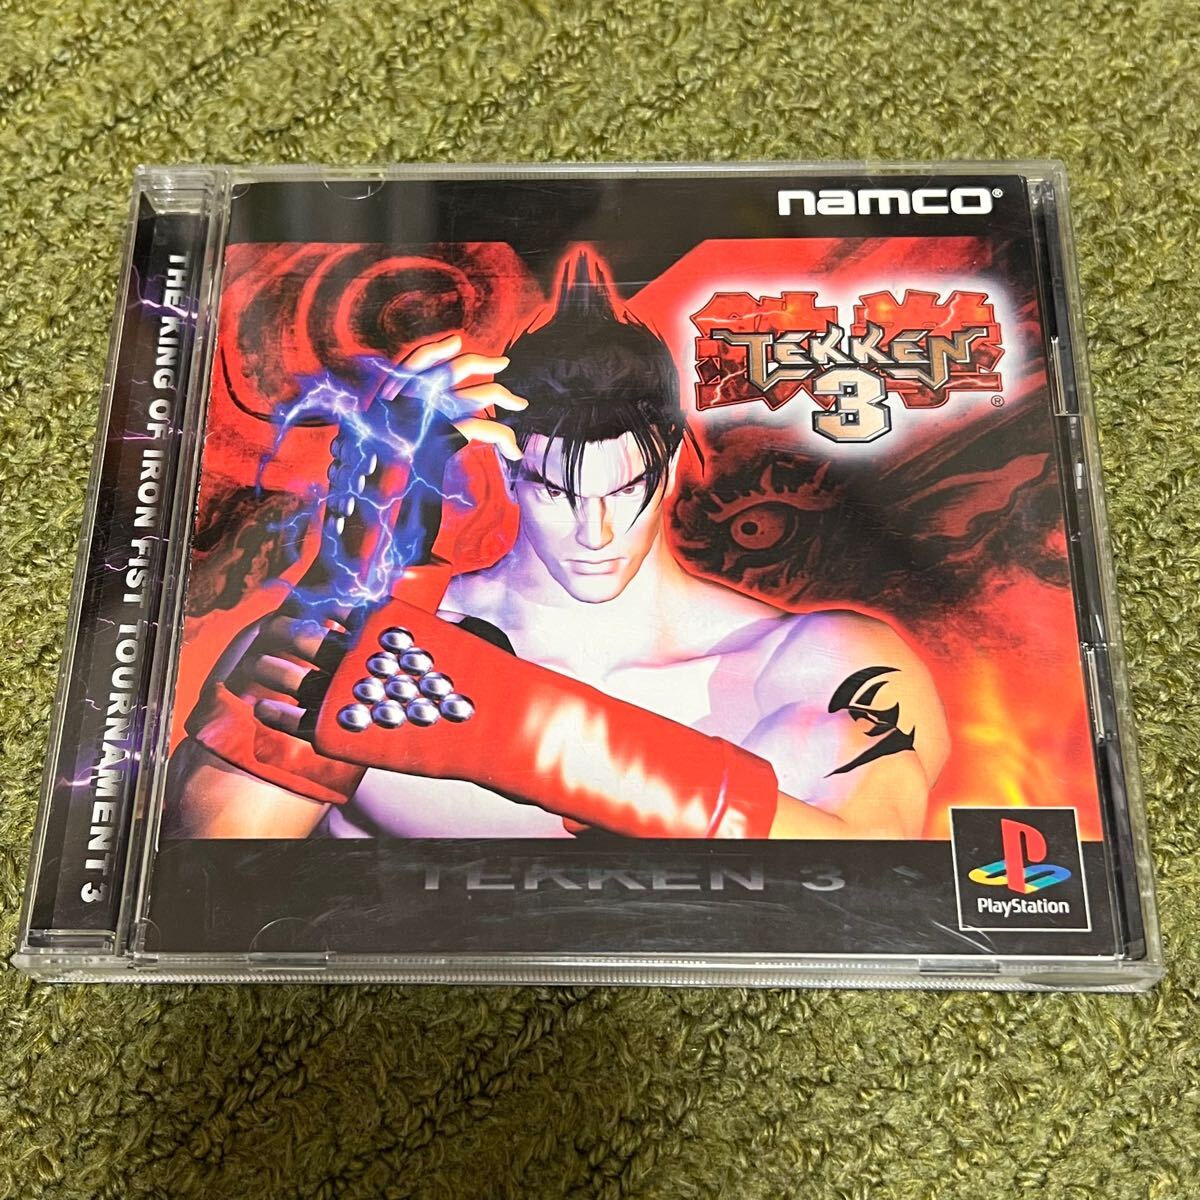 namco®
鉄拳
TEKKEN
3
®
THE KING OF IRON FIST TOURNAMENT 3
TEKKEN 3
PlayStation